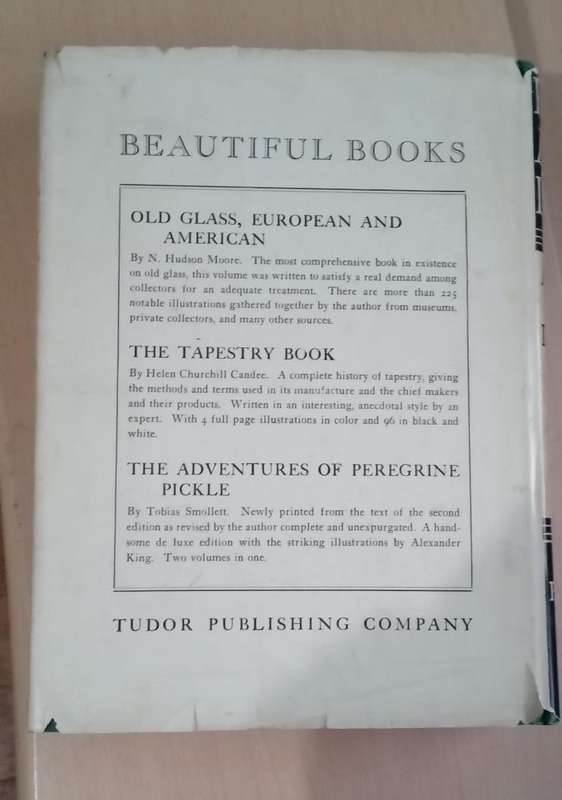 BEAUTIFUL BOOKS
OLD GLASS, EUROPEAN AND
AMERICAN
By N. Hudson Moore. The most comprehensive book in existence
on old glass, this volume was written to satisfy a real demand among
collectors for an adequate treatment. There are more than 225
notable illustrations gathered together by the author from museums,
private collectors, and many other sources.
THE TAPESTRY BOOK
By Helen Churchill Candee. A complete history of tapestry, giving
the methods and terms used in its manufacture and the chief makers
and their products. Written in an interesting, anecdotal style by an
expert. With 4 full page illustrations in color and 96 in black and
white.
THE ADVENTURES OF PEREGRINE
PICKLE
By Tobias Smollett. Newly printed from the text of the second
edition as revised by the author complete and unexpurgated. A hand-
some de luxe edition with the striking illustrations by Alexander
King. Two volumes in one.
TUDOR PUBLISHING COMPANY